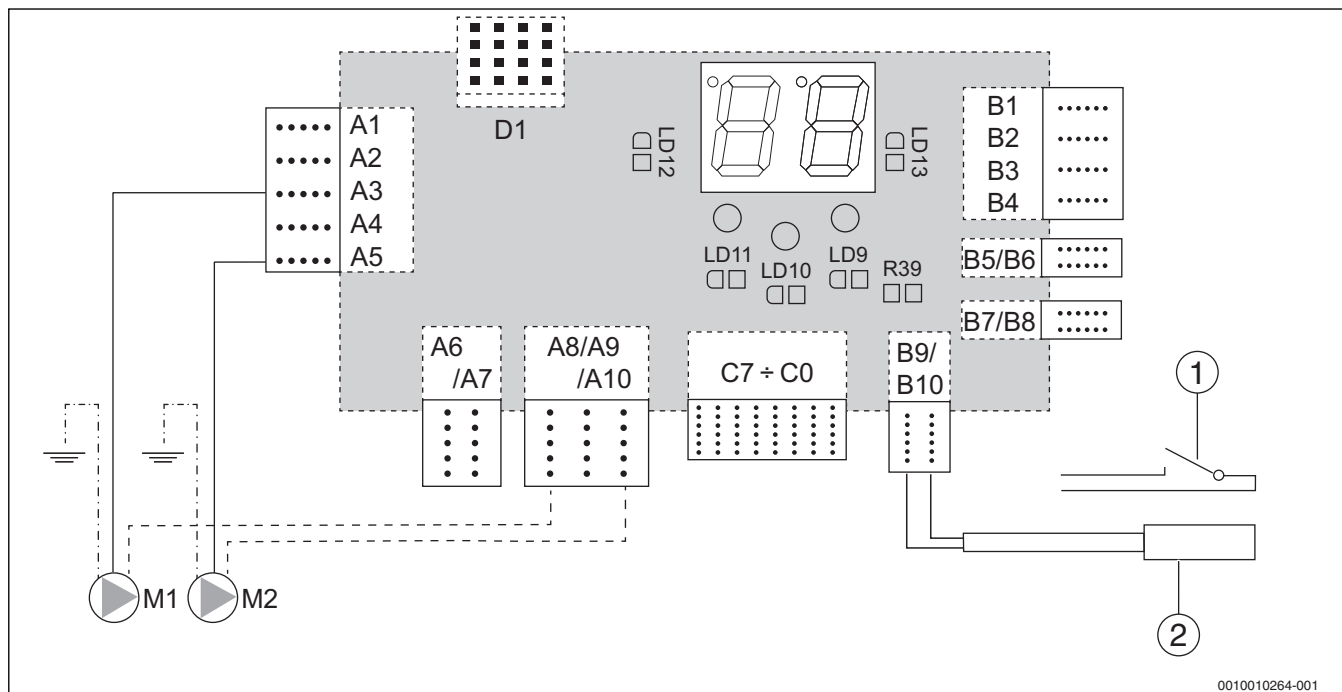 D1
A1
A2
A3
A4
A5
LD12
LD13
B1
B2
B3
B4
LD11
LD10
LD9
R39
B5/B6
B7/B8
A6
/A7
A8/A9
/A10
C7 ÷ C0
B9/
B10
1
M1
M2
2
0010010264-001